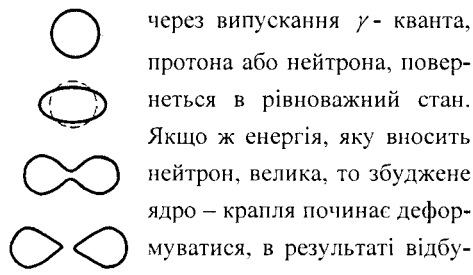 через випускання γ - кванта,
протона або нейтрона, повер-
неться в рівноважний стан.
Якщо ж енергія, яку вносить
нейтрон, велика, то збуджене
ядро – крапля починає дефор-
муватися, в результаті відбу-